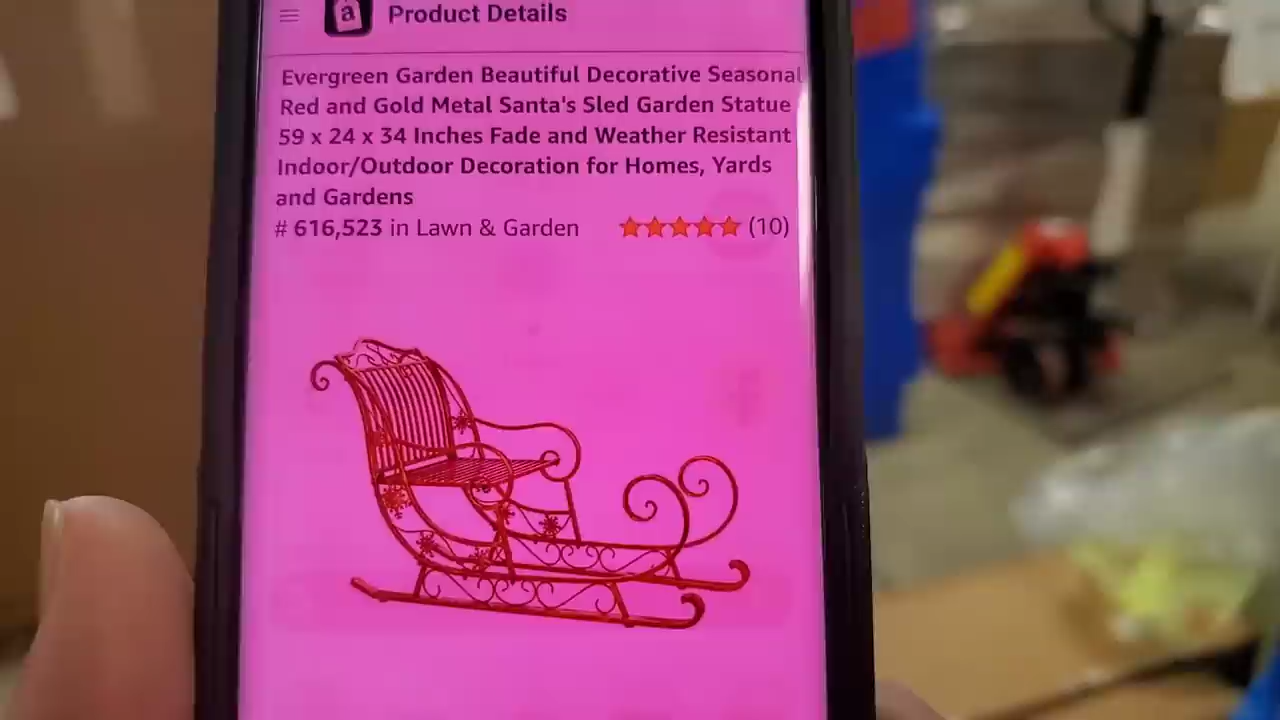 a Product Details
Evergreen Garden Beautiful Decorative Seasonal
Red and Gold Metal Santa's Sled Garden Statue
59 x 24 x 34 Inches Fade and Weather Resistant
Indoor/Outdoor Decoration for Homes, Yards
and Gardens
# 616,523 in Lawn & Garden (10)